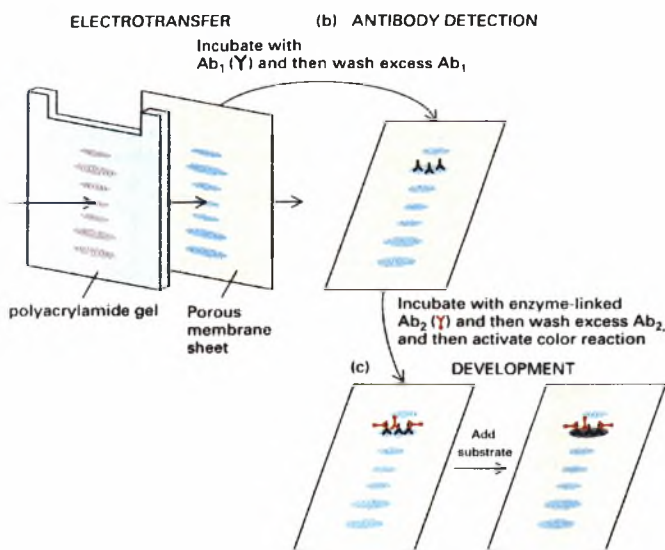 ELECTROTRANSFER
(b) ANTIBODY DETECTION
Incubate with
Ab1 (Y) and then wash excess Ab1
polyacrylamide gel
Porous
membrane
sheet
Incubate with enzyme-linked
Ab2 (Y) and then wash excess Ab2,
and then activate color reaction
(c) DEVELOPMENT
Add
substrate